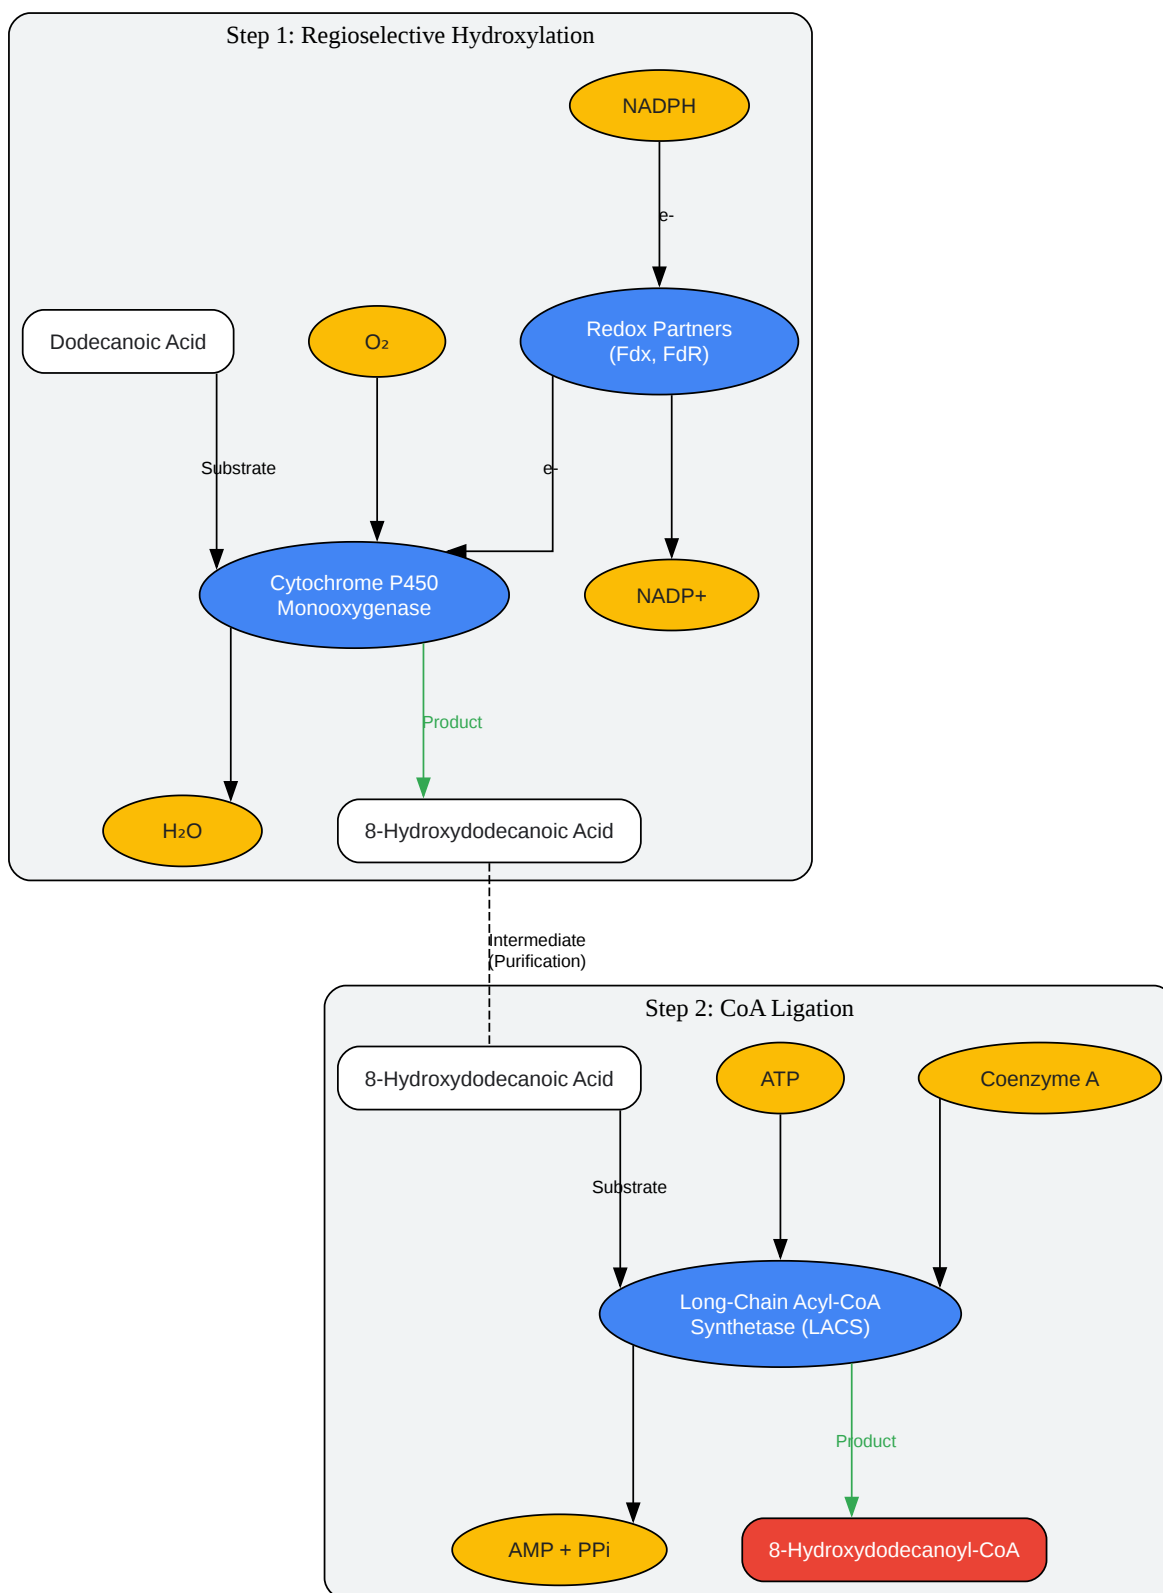 Step 1: Regioselective Hydroxylation
NADPH
e-
Dodecanoic Acid
O₂
Redox Partners
(Fdx, FdR)
Substrate
e-
Cytochrome P450
Monooxygenase
NADP+
Product
H₂O
8-Hydroxydodecanoic Acid
Intermediate
(Purification)
Step 2: CoA Ligation
8-Hydroxydodecanoic Acid
ATP
Coenzyme A
Substrate
Long-Chain Acyl-CoA
Synthetase (LACS)
Product
AMP + PPi
8-Hydroxydodecanoyl-CoA